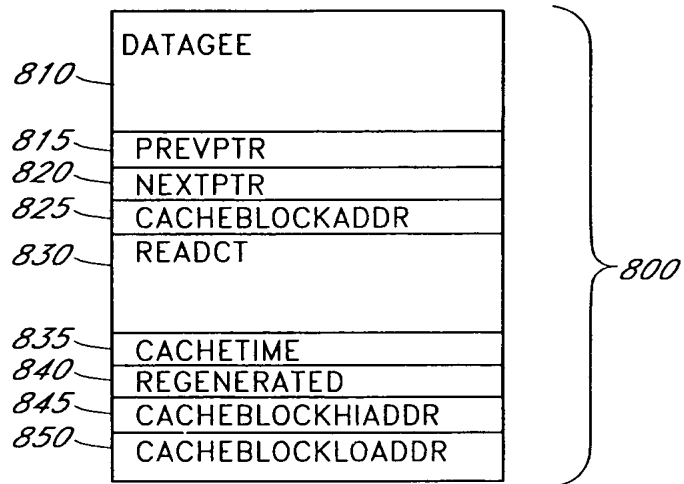 DATAGEE
810
815 PREVPTR
820 NEXTPTR
825 CACHEBLOCKADDR
830 READCT
800
835 CACHETIME
840 REGENERATED
845 CACHEBLOCKHIADDR
850 CACHEBLOCKLOADDR